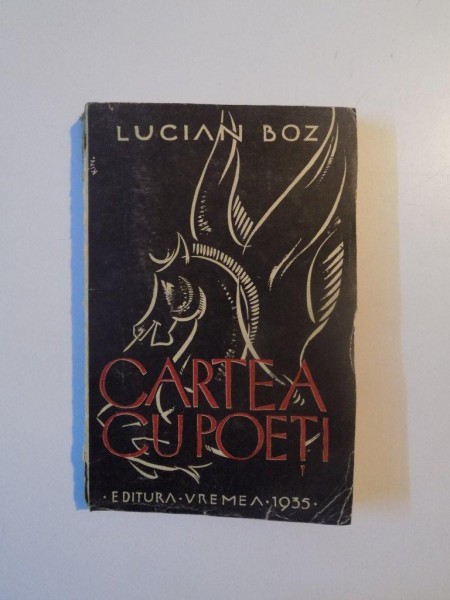 LUCIAN BOZ
CARTEA
CU POEȚI
·EDITURA·VREMEA·1935·